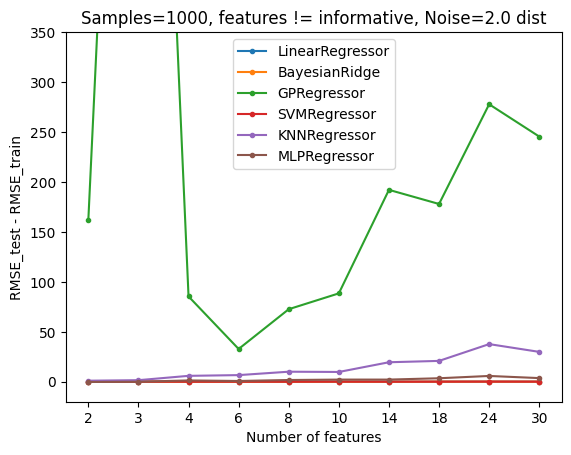 Samples=1000, features != informative, Noise=2.0 dist
RMSE_test - RMSE_train
350
300
250
200
150
100
50
0
LinearRegressor
BayesianRidge
GPRegressor
SVMRegressor
KNNRegressor
MLPRegressor
2 3 4 6 8 10 14 18 24 30
Number of features